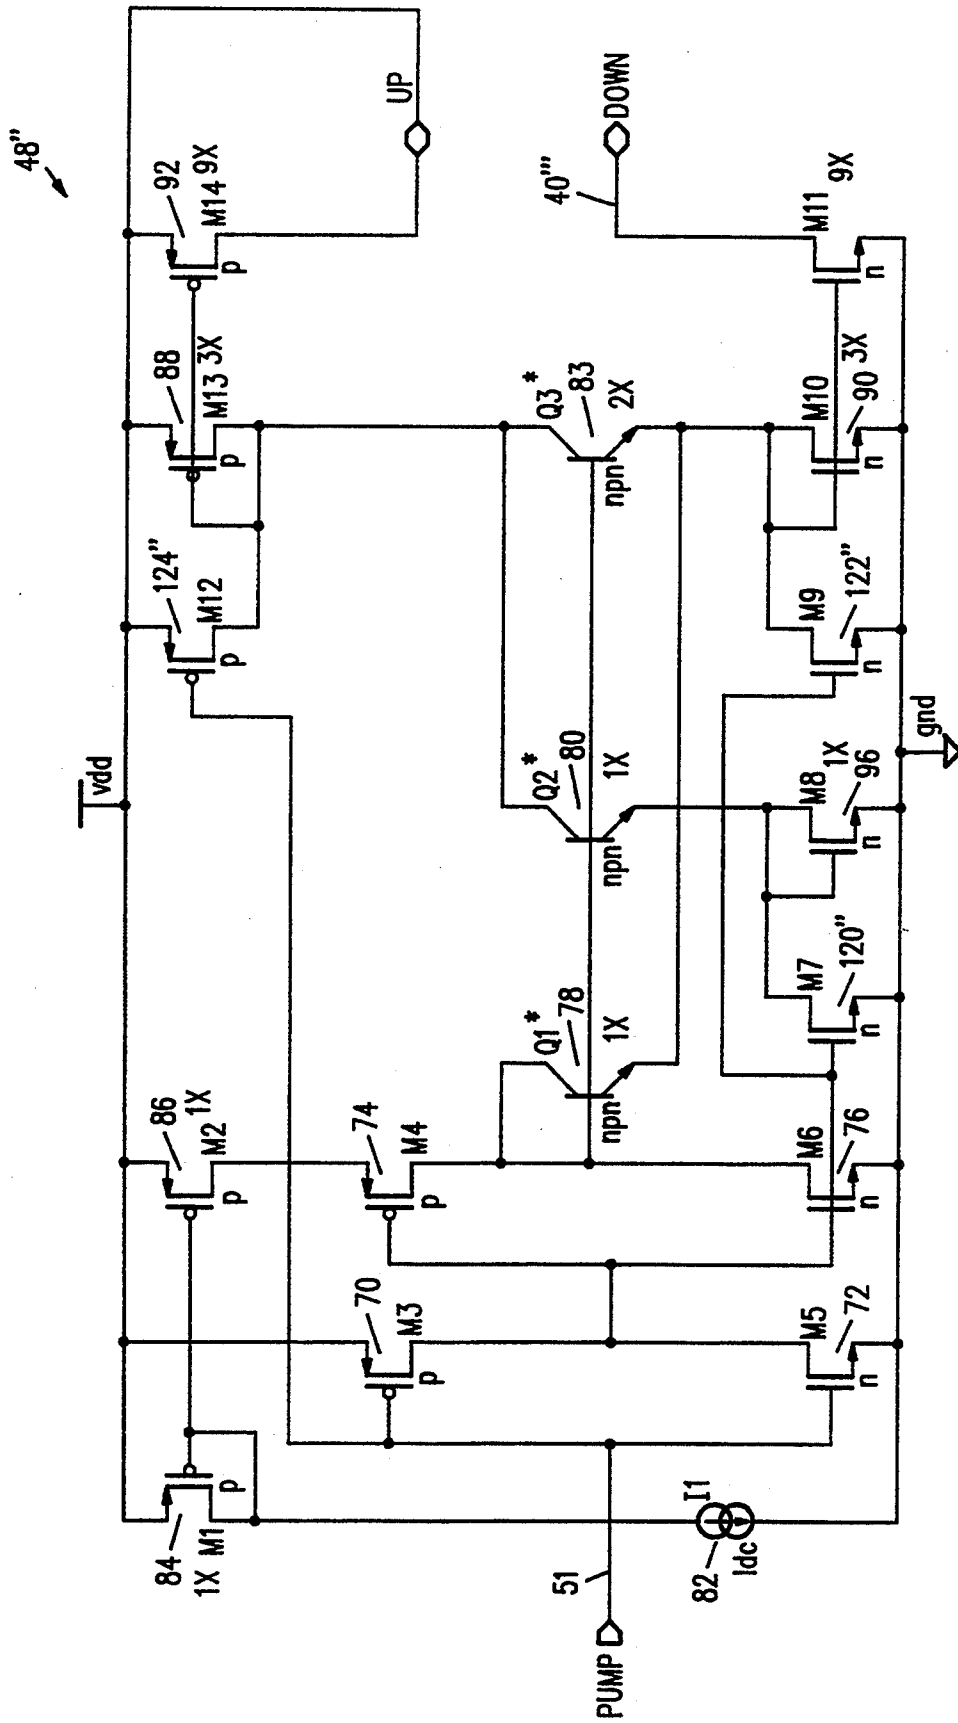 48"
vdd
84
1X M1
p
86
1X
M2
p
124"
M12
p
88
M13 3X
p
92
M14 9X
p
UP
70
M3
p
74
M4
p
Q1*
78
1X
npn
Q2*
80
1X
npn
Q3*
83
2X
npn
40'''
DOWN
PUMP
51
I1
82
Idc
M5
72
n
M6
76
n
M7
120"
n
M8
1X
96
n
M9
122"
n
M10
3X
90
n
M11
9X
n
gnd